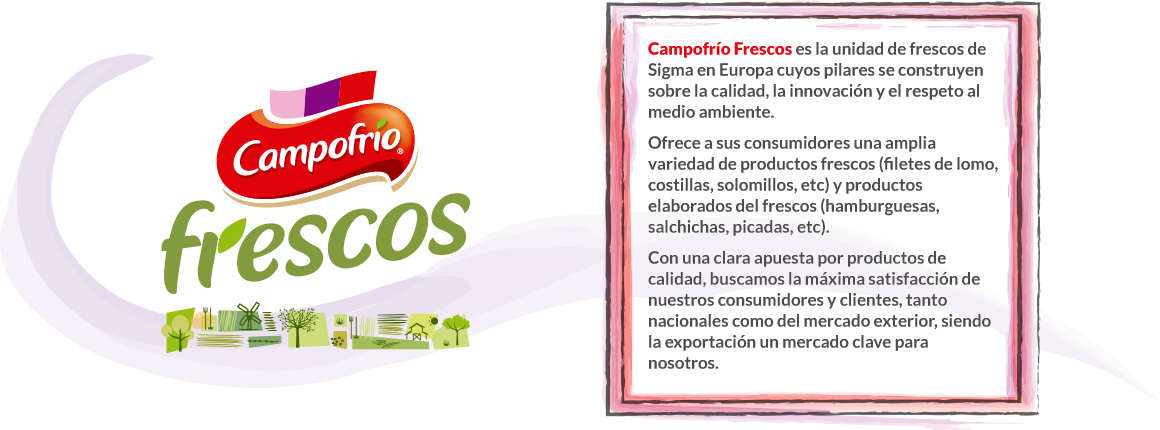 Campofrío®
frescos
Campofrío Frescos es la unidad de frescos de
Sigma en Europa cuyos pilares se construyen
sobre la calidad, la innovación y el respeto al
medio ambiente.
Ofrece a sus consumidores una amplia
variedad de productos frescos (filetes de lomo,
costillas, solomillos, etc) y productos
elaborados del frescos (hamburguesas,
salchichas, picadas, etc).
Con una clara apuesta por productos de
calidad, buscamos la máxima satisfacción de
nuestros consumidores y clientes, tanto
nacionales como del mercado exterior, siendo
la exportación un mercado clave para
nosotros.